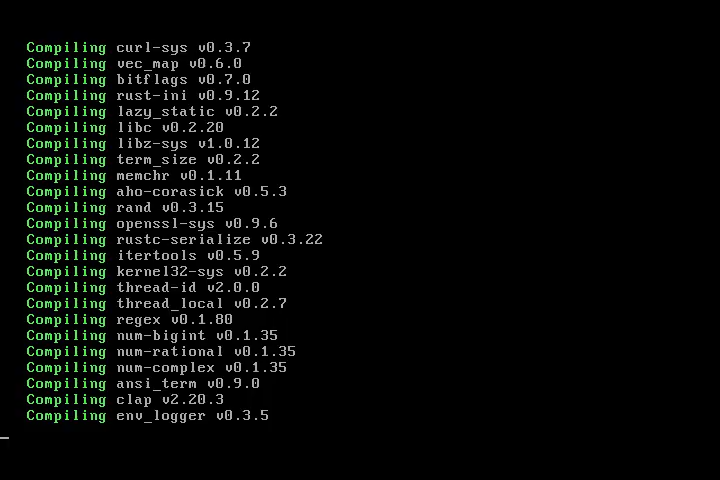 Compiling curl-sys v0.3.7
Compiling vec_map v0.6.0
Compiling bitflags v0.7.0
Compiling rust-ini v0.9.12
Compiling lazy_static v0.2.2
Compiling libc v0.2.20
Compiling libz-sys v1.0.12
Compiling term_size v0.2.2
Compiling memchr v0.1.11
Compiling aho-corasick v0.5.3
Compiling rand v0.3.15
Compiling openssl-sys v0.9.6
Compiling rustc-serialize v0.3.22
Compiling itertools v0.5.9
Compiling kernel32-sys v0.2.2
Compiling thread-id v2.0.0
Compiling thread_local v0.2.7
Compiling regex v0.1.80
Compiling num-bigint v0.1.35
Compiling num-rational v0.1.35
Compiling num-complex v0.1.35
Compiling ansi_term v0.9.0
Compiling clap v2.20.3
Compiling env_logger v0.3.5